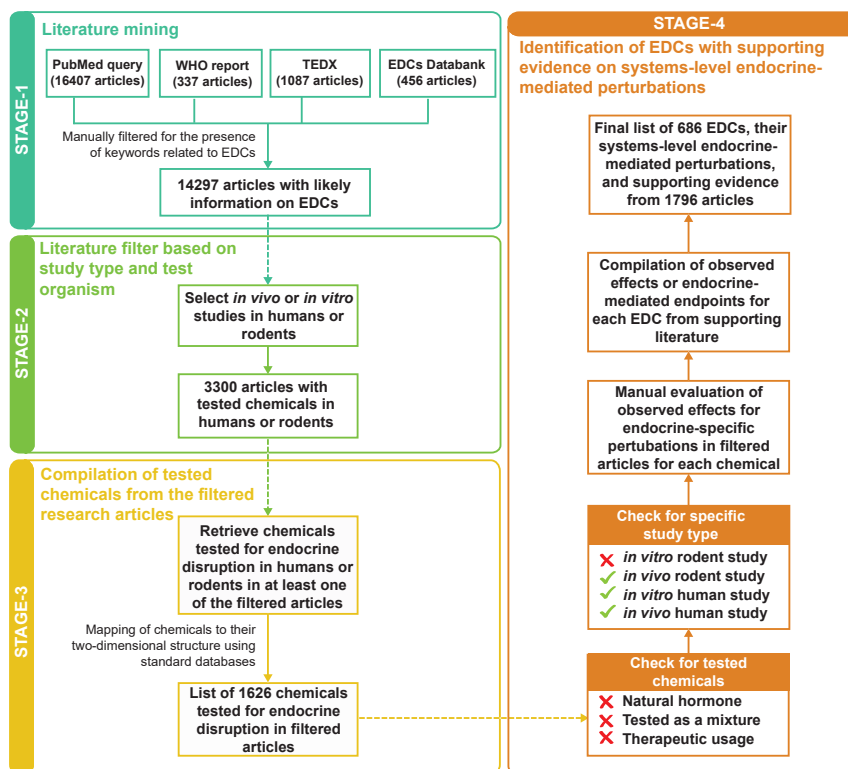 STAGE-1
Literature mining
PubMed query
(16407 articles)
WHO report
(337 articles)
TEDX
(1087 articles)
EDCs Databank
(456 articles)
Manually filtered for the presence
of keywords related to EDCs
14297 articles with likely
information on EDCs
STAGE-2
Literature filter based on
study type and test
organism
Select in vivo or in vitro
studies in humans or
rodents
3300 articles with
tested chemicals in
humans or rodents
STAGE-3
Compilation of tested
chemicals from the filtered
research articles
Retrieve chemicals
tested for endocrine
disruption in humans or
rodents in at least one
of the filtered articles
Mapping of chemicals to their
two-dimensional structure using
standard databases
List of 1626 chemicals
tested for endocrine
disruption in filtered
articles
STAGE-4
Identification of EDCs with supporting
evidence on systems-level endocrine-
mediated perturbations
Final list of 686 EDCs, their
systems-level endocrine-
mediated perturbations,
and supporting evidence
from 1796 articles
Compilation of observed
effects or endocrine-
mediated endpoints for
each EDC from supporting
literature
Manual evaluation of
observed effects for
endocrine-specific
pertubations in filtered
articles for each chemical
Check for specific
study type
in vitro rodent study
in vivo rodent study
in vitro human study
in vivo human study
Check for tested
chemicals
Natural hormone
Tested as a mixture
Therapeutic usage